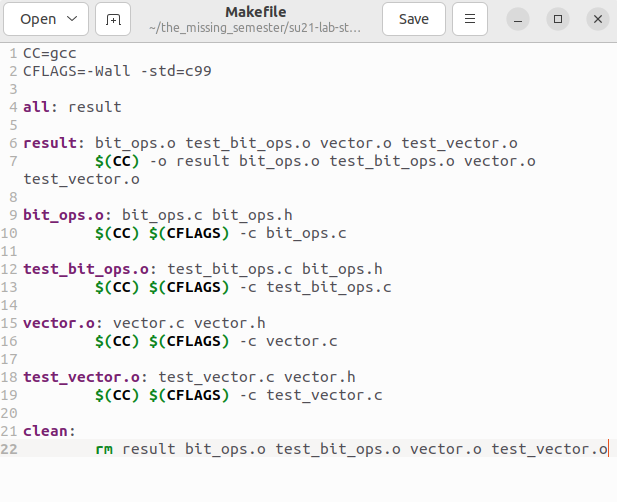 Open
Makefile
~/the_missing_semester/su21-lab-st...
Save
1 CC=gcc
2 CFLAGS=-Wall -std=c99
3
4 all: result
5
6 result: bit_ops.o test_bit_ops.o vector.o test_vector.o
7         $(CC) -o result bit_ops.o test_bit_ops.o vector.o
test_vector.o
8
9 bit_ops.o: bit_ops.c bit_ops.h
10         $(CC) $(CFLAGS) -c bit_ops.c
11
12 test_bit_ops.o: test_bit_ops.c bit_ops.h
13         $(CC) $(CFLAGS) -c test_bit_ops.c
14
15 vector.o: vector.c vector.h
16         $(CC) $(CFLAGS) -c vector.c
17
18 test_vector.o: test_vector.c vector.h
19         $(CC) $(CFLAGS) -c test_vector.c
20
21 clean:
22         rm result bit_ops.o test_bit_ops.o vector.o test_vector.o